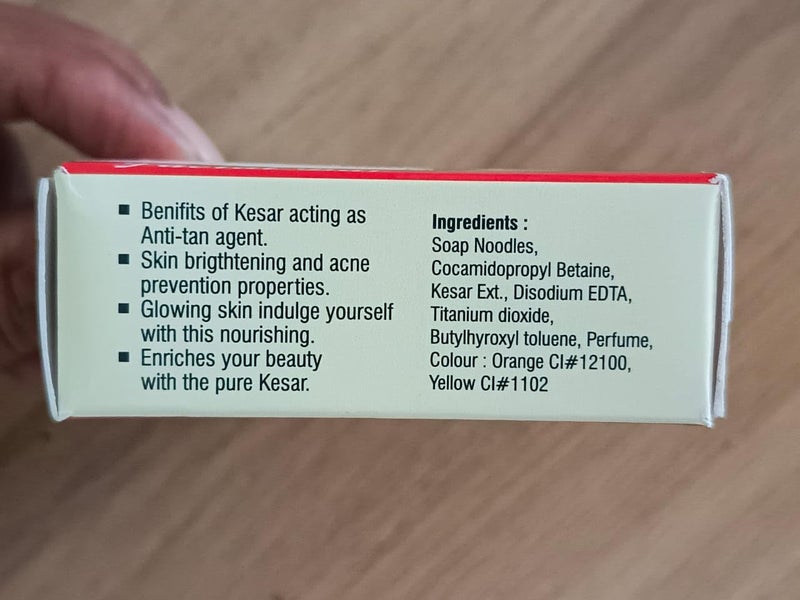 ■ Benifits of Kesar acting as
Anti-tan agent.
■ Skin brigthtening and acne
prevention properties.
■ Glowing skin indulge yourself
with this nourishing.
■ Enriches your beauty
with the pure Kesar.
Ingredients :
Soap Noodles,
Cocamidopropyl Betaine,
Kesar Ext., Disodium EDTA,
Titanium dioxide,
Butylhyroxyl toluene, Perfume,
Colour : Orange CI#12100,
Yellow CI#1102